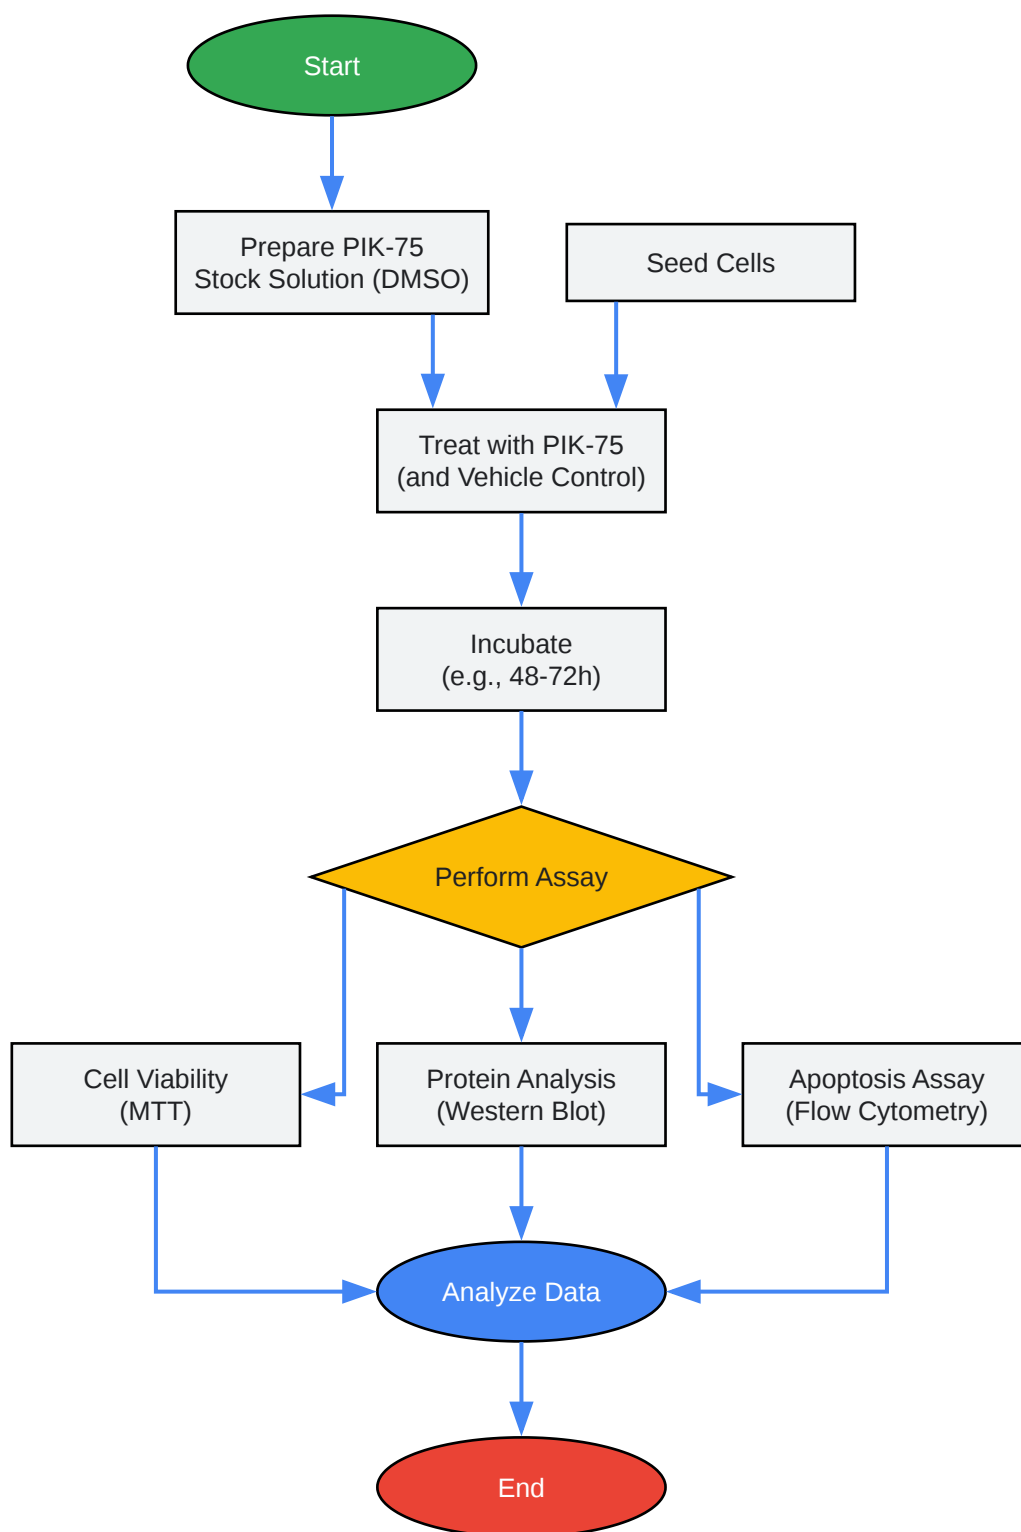 Start
Prepare PIK-75
Stock Solution (DMSO)
Seed Cells
Treat with PIK-75
(and Vehicle Control)
Incubate
(e.g., 48-72h)
Perform Assay
Cell Viability
(MTT)
Protein Analysis
(Western Blot)
Apoptosis Assay
(Flow Cytometry)
Analyze Data
End